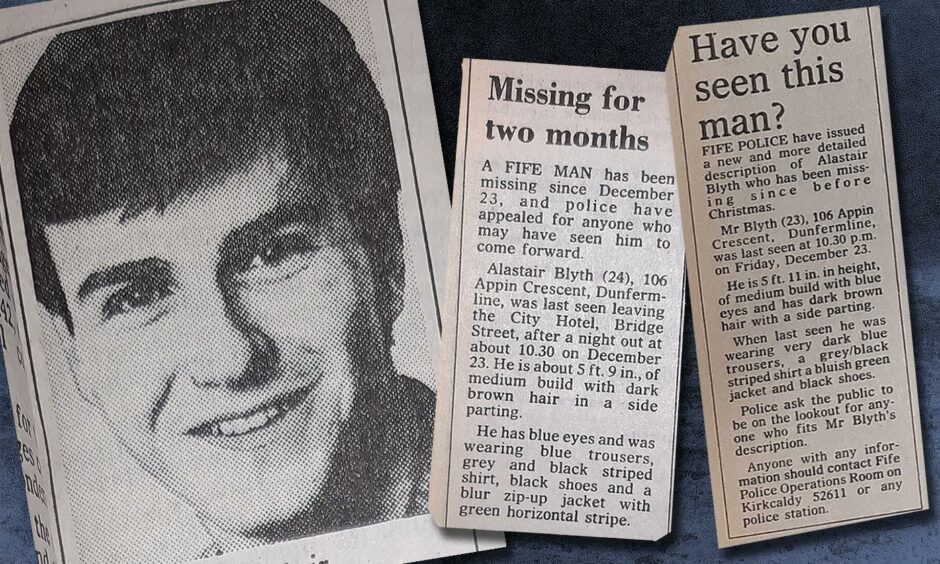 Missing for
two months
A FIFE MAN has been
missing since December
23, and police have
appealed for anyone who
may have seen him to
come forward.
Alastair Blyth (24), 106
Appin Crescent, Dunferm-
line, was last seen leaving
the City Hotel, Bridge
Street, after a night out at
about 10.30 on December
23. He is about 5 ft. 9 in., of
medium build with dark
brown hair in a side
parting.
He has blue eyes and was
wearing blue trousers,
grey and black striped
shirt, black shoes and a
blur zip-up jacket with
green horizontal stripe.
Have you
seen this
man?
FIFE POLICE have issued
a new and more detailed
description of Alastair
Blyth who has been miss-
ing since before
Christmas.
Mr Blyth (23), 106 Appin
Crescent, Dunfermline,
was last seen at 10.30 p.m.
on Friday, December 23.
He is 5 ft. 11 in. in height,
of medium build with blue
eyes and has dark brown
hair with a side parting.
When last seen he was
wearing very dark blue
trousers, a grey/black
striped shirt a bluish green
jacket and black shoes.
Police ask the public to
be on the lookout for any-
one who fits Mr Blyth's
description.
Anyone with any infor-
mation should contact Fife
Police Operations Room on
Kirkcaldy 52611 or any
police station.